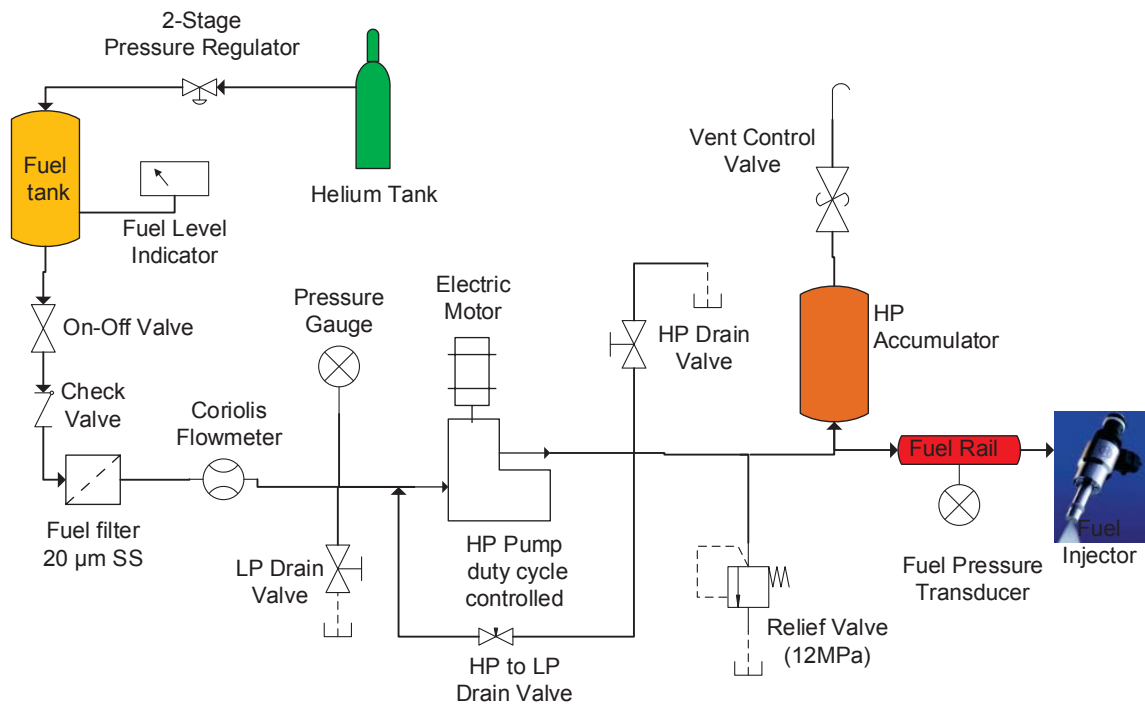 2-Stage
Pressure Regulator
Fuel
tank
Helium Tank
Fuel Level
Indicator
Vent Control
Valve
On-Off Valve
Pressure
Gauge
Electric
Motor
HP Drain
Valve
HP
Accumulator
Check
Valve
Coriolis
Flowmeter
Fuel Rail
Fuel filter
20 µm SS
LP Drain
Valve
HP Pump
duty cycle
controlled
Fuel Pressure
Transducer
Fuel
Injector
Relief Valve
(12MPa)
HP to LP
Drain Valve